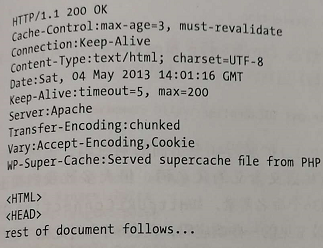 HTTP/1.1 200 OK
Cache-Control:max-age=3, must-revalidate
Connection:Keep-Alive
Content-Type:text/html; charset=UTF-8
Date:Sat, 04 May 2013 14:01:16 GMT
Keep-Alive:timeout=5, max=200
Server:Apache
Transfer-Encoding:chunked
Vary:Accept-Encoding,Cookie
WP-Super-Cache:Served supercache file from PHP

<HTML>
<HEAD>
rest of document follows...